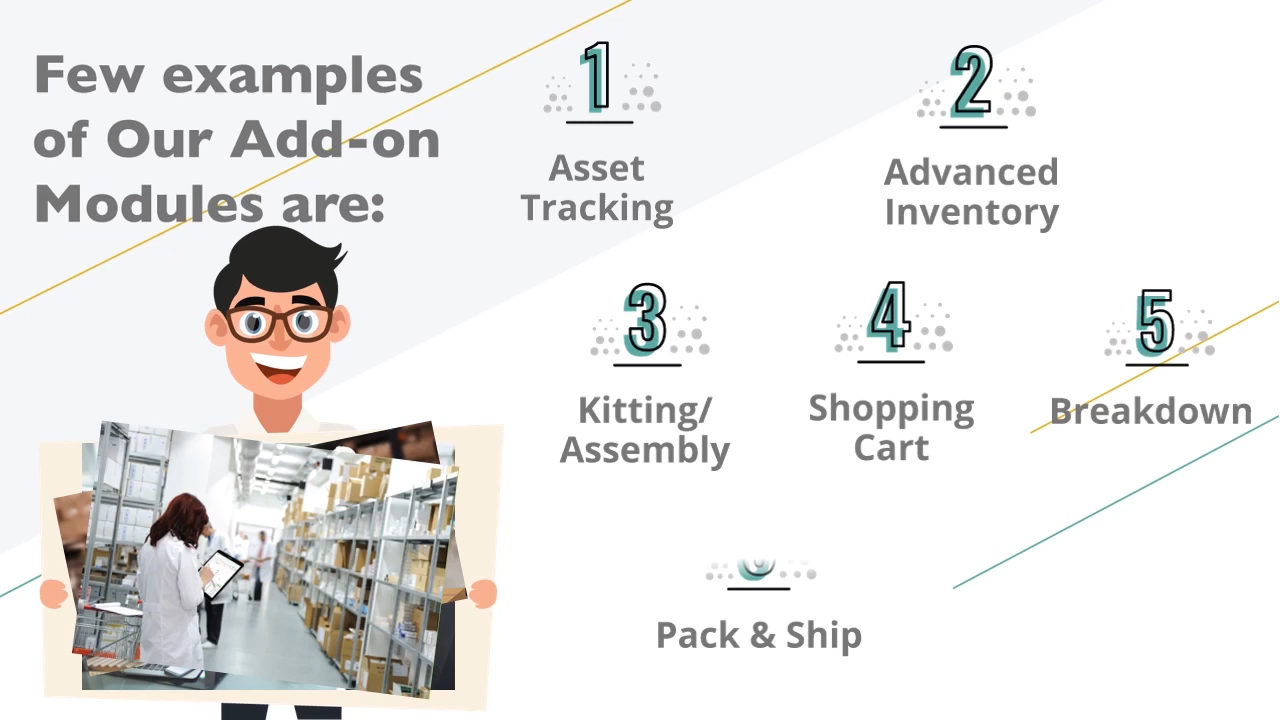 Few examples
of Our Add-on
Modules are:
1
Asset
Tracking
2
Advanced
Inventory
3
Kitting/
Assembly
4
Shopping
Cart
5
Breakdown
Pack & Ship